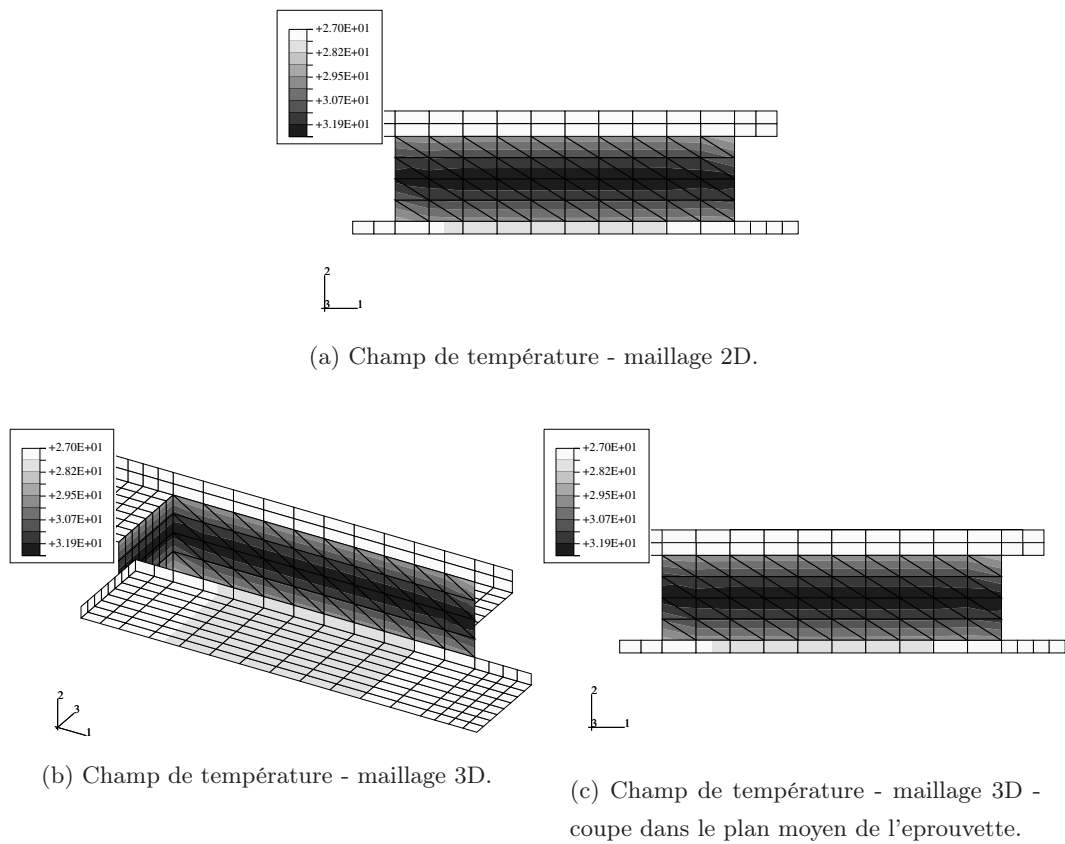 +2.70E+01
+2.82E+01
+2.95E+01
+3.07E+01
+3.19E+01
2
3 1
(a) Champ de température - maillage 2D.
+2.70E+01
+2.82E+01
+2.95E+01
+3.07E+01
+3.19E+01
2
3
1
(b) Champ de température - maillage 3D.
+2.70E+01
+2.82E+01
+2.95E+01
+3.07E+01
+3.19E+01
2
3 1
(c) Champ de température - maillage 3D -
coupe dans le plan moyen de l'eprouvette.